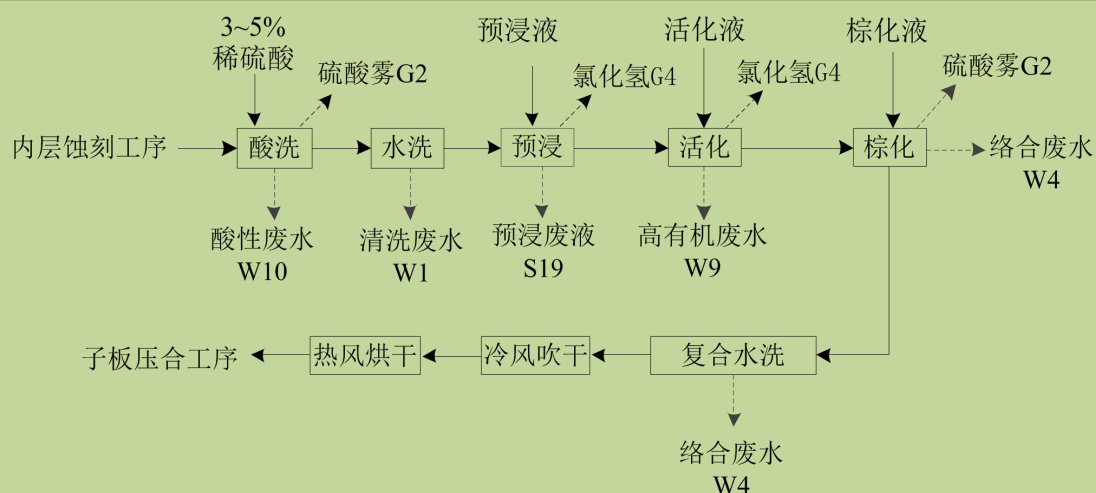 3~5%
稀硫酸
硫酸雾G2
预浸液
氯化氢G4
活化液
氯化氢G4
棕化液
硫酸雾G2
内层蚀刻工序
酸洗
水洗
预浸
活化
棕化
络合废水
W4
酸性废水
W10
清洗废水
W1
预浸废液
S19
高有机废水
W9
子板压合工序
热风烘干
冷风吹干
复合水洗
络合废水
W4